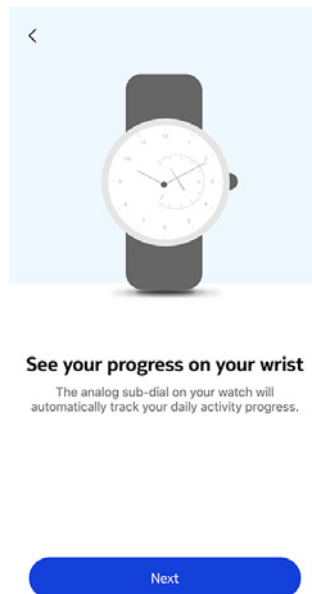 See your progress on your wrist
The analog sub-dial on your watch will
automatically track your daily activity progress.
Next